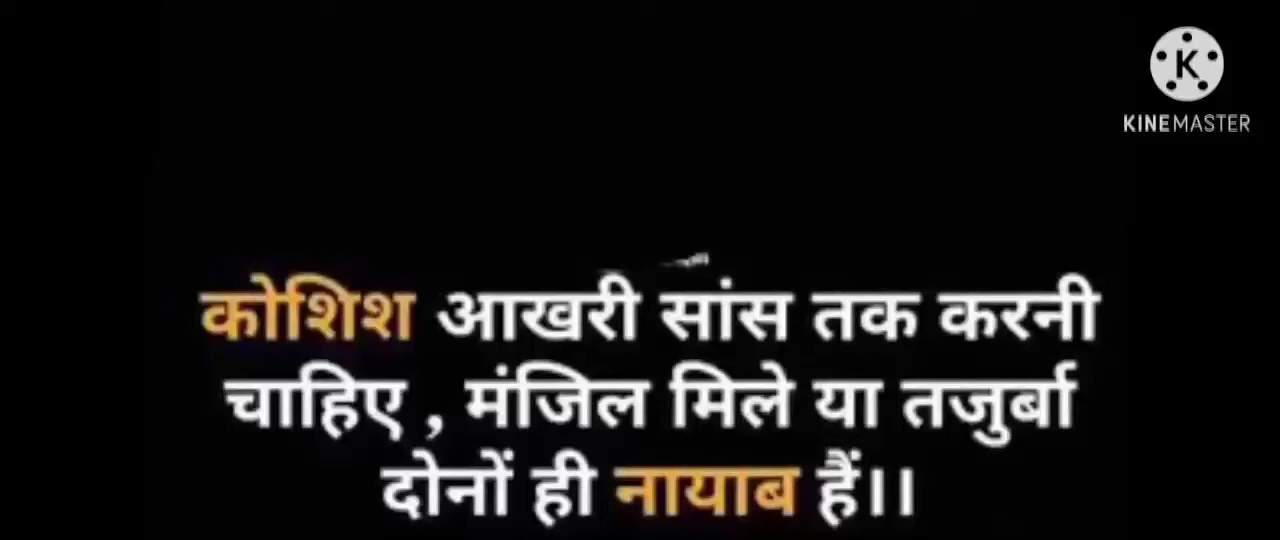 K
KINEMASTER
कोशिश आखरी सांस तक करनी
चाहिए , मंजिल मिले या तजुर्बा
दोनों ही नायाब हैं।।